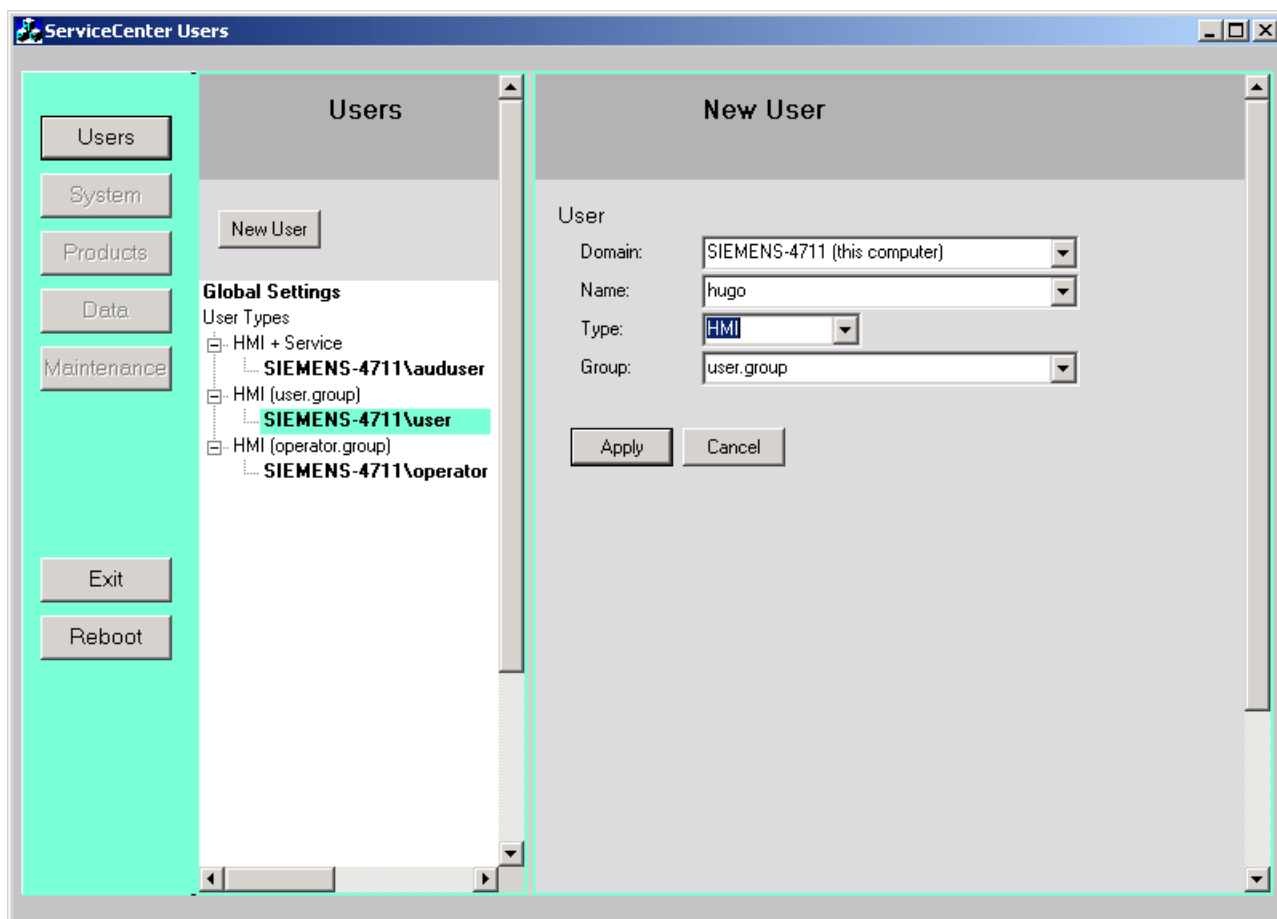 ServiceCenter Users
Users
System
Products
Data
Maintenance
Exit
Reboot
Users
New User
Global Settings
User Types
HMI + Service
SIEMENS-4711\auduser
HMI (user.group)
SIEMENS-4711\user
HMI (operator.group)
SIEMENS-4711\operator
New User
User
Domain: SIEMENS-4711 (this computer)
Name: hugo
Type: HMI
Group: user.group
Apply Cancel